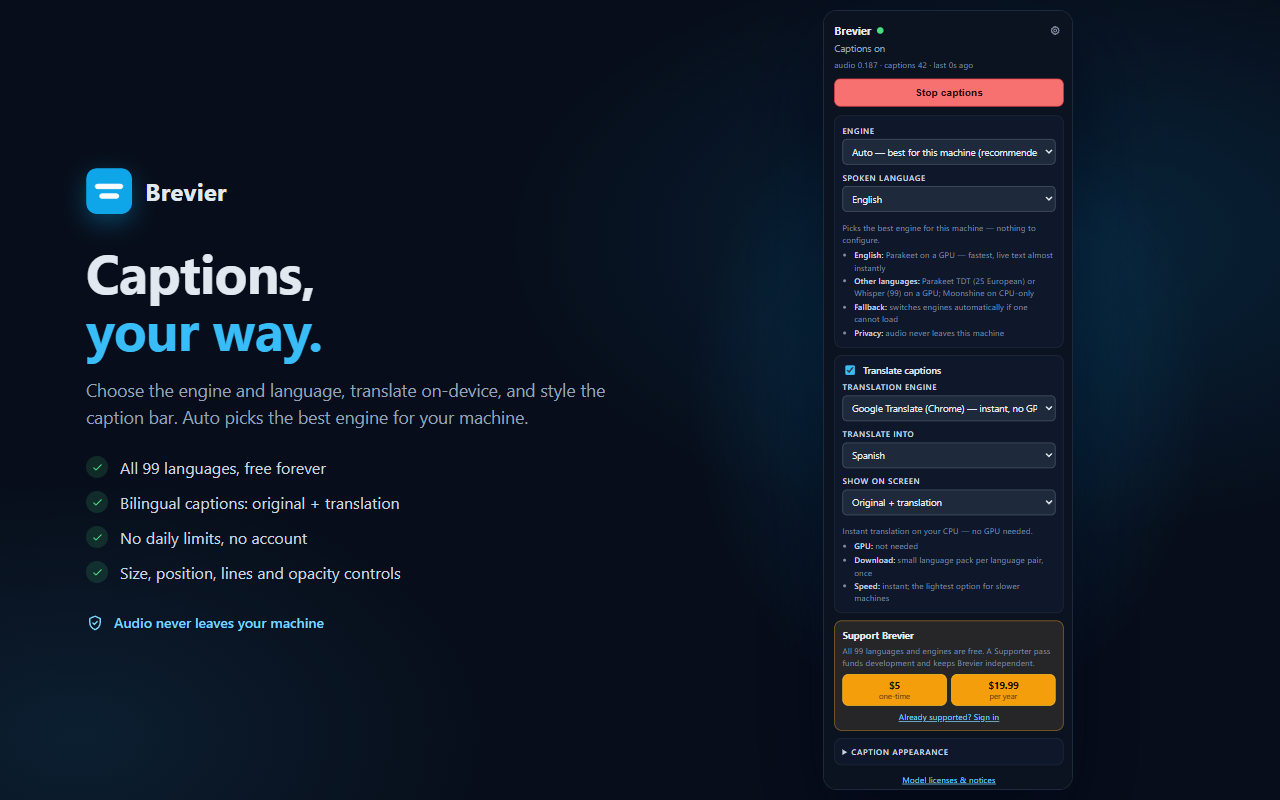 Brevier
Captions,
your way.
Choose the engine and language, translate on-device, and style the
caption bar. Auto picks the best engine for your machine.
All 99 languages, free forever
Bilingual captions: original + translation
No daily limits, no account
Size, position, lines and opacity controls
Audio never leaves your machine
Brevier
Captions on
audio 0.187 · captions 42 · last 0s ago
Stop captions
ENGINE
Auto — best for this machine (recommende
SPOKEN LANGUAGE
English
Picks the best engine for this machine — nothing to
configure.
• English: Parakeet on a GPU — fastest, live text almost
instantly
• Other languages: Parakeet TDT (25 European) or
Whisper (99) on a GPU; Moonshine on CPU-only
• Fallback: switches engines automatically if one
cannot load
• Privacy: audio never leaves this machine
Translate captions
TRANSLATION ENGINE
Google Translate (Chrome) — instant, no GP
TRANSLATE INTO
Spanish
SHOW ON SCREEN
Original + translation
Instant translation on your CPU — no GPU needed.
• GPU: not needed
• Download: small language pack per language pair,
once
• Speed: instant; the lightest option for slower
machines
Support Brevier
All 99 languages and engines are free. A Supporter pass
funds development and keeps Brevier independent.
$5
one-time
$19.99
per year
Already supported? Sign in
CAPTION APPEARANCE
Model licenses & notices